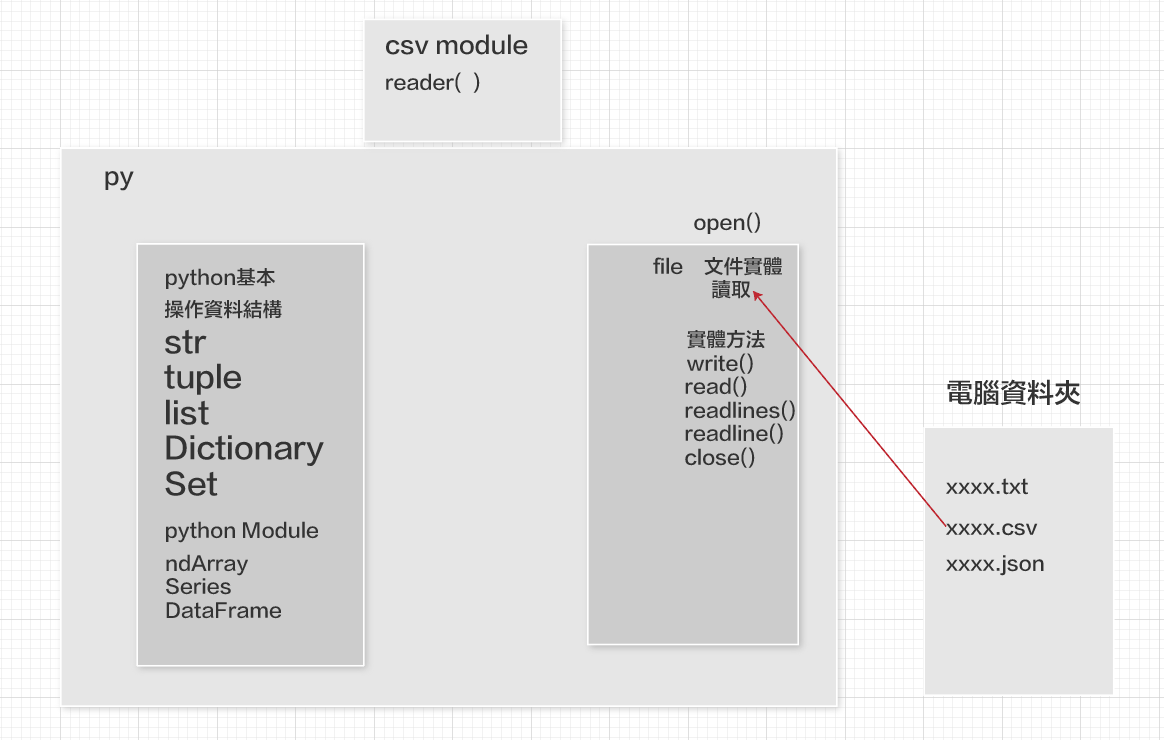 csv module
reader( )
py
python基本
操作資料結構
str
tuple
list
Dictionary
Set
python Module
ndArray
Series
DataFrame
open()
file 文件實體
讀取
實體方法
write()
read()
readlines()
readline()
close()
電腦資料夾
xxxx.txt
xxxx.csv
xxxx.json